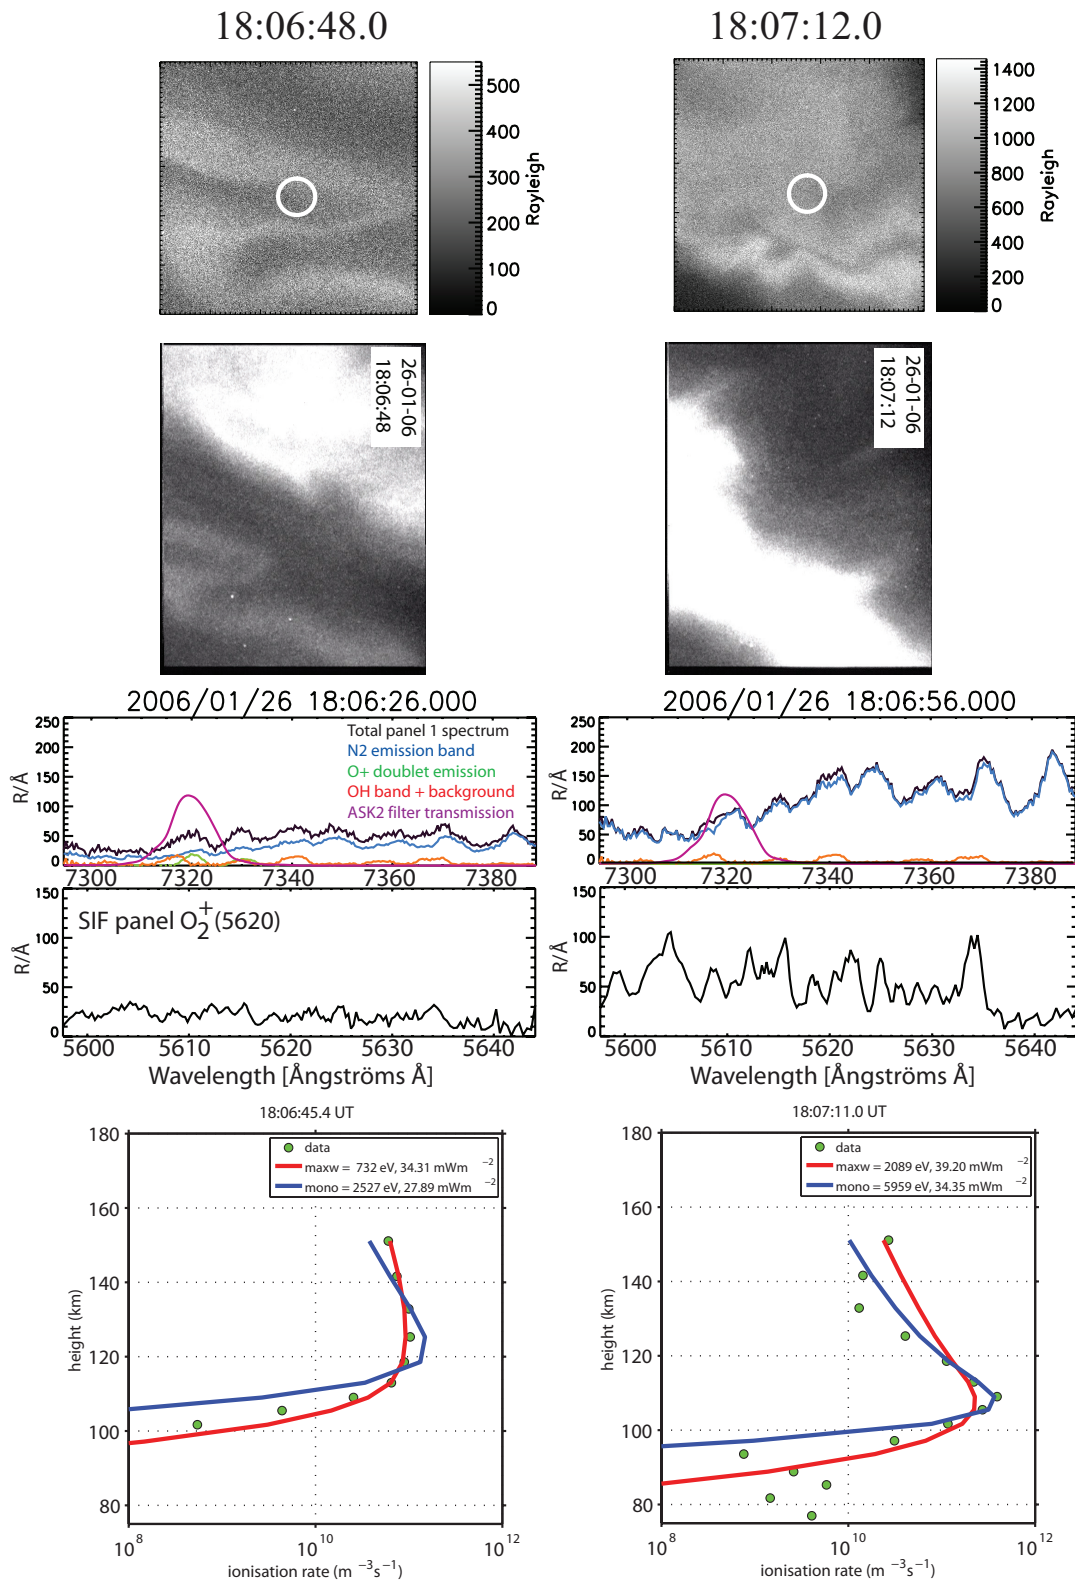 18:06:48.0
18:07:12.0
500
400
300
200
100
0
Rayleigh
1400
1200
1000
800
600
400
200
0
Rayleigh
26-01-06
18:06:48
26-01-06
18:07:12
2006/01/26 18:06:26.000
2006/01/26 18:06:56.000
250
200
150
100
50
0
R/Å
Total panel 1 spectrum
N2 emission band
O+ doublet emission
OH band + background
ASK2 filter transmission
7300 7320 7340 7360 7380
250
200
150
100
50
0
R/Å
7300 7320 7340 7360 7380
150
100
50
0
R/Å
SIF panel O2+ (5620)
5600 5610 5620 5630 5640
Wavelength [Ångströms Å]
150
100
50
0
R/Å
5600 5610 5620 5630 5640
Wavelength [Ångströms Å]
18:06:45.4 UT
180
160
140
120
100
80
height (km)
data
maxw = 732 eV, 34.31 mWm −2
mono = 2527 eV, 27.89 mWm −2
10^8 10^10 10^12
ionisation rate (m −3 s −1)
18:07:11.0 UT
180
160
140
120
100
80
height (km)
data
maxw = 2089 eV, 39.20 mWm −2
mono = 5959 eV, 34.35 mWm −2
10^8 10^10 10^12
ionisation rate (m −3 s −1)